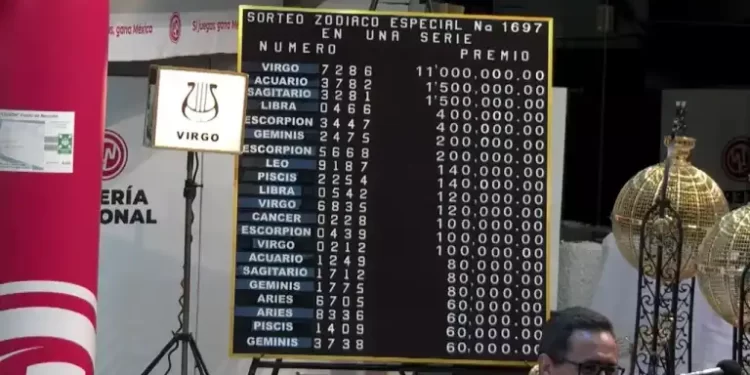 Si juegas, gana México
SORTEO ZODIACO ESPECIAL No 1697
EN UNA SERIE
NUMERO PREMIO
VIRGO 7286 11'000,000.00
ACUARIO 3782 1'500,000.00
SAGITARIO 3281 1'500,000.00
LIBRA 0466 400,000.00
ESCORPION 3447 400,000.00
GEMINIS 2475 200,000.00
ESCORPION 5668 200,000.00
LEO 9187 140,000.00
PISCIS 2254 140,000.00
LIBRA 0542 120,000.00
VIRGO 6835 120,000.00
CANCER 0228 100,000.00
ESCORPION 0439 100,000.00
VIRGO 0212 100,000.00
ACUARIO 1249 80,000.00
SAGITARIO 1712 80,000.00
GEMINIS 1775 80,000.00
ARIES 6705 60,000.00
ARIES 8336 60,000.00
PISCIS 1409 60,000.00
GEMINIS 3738 60,000.00
VIRGO
ERÍA
IONAL